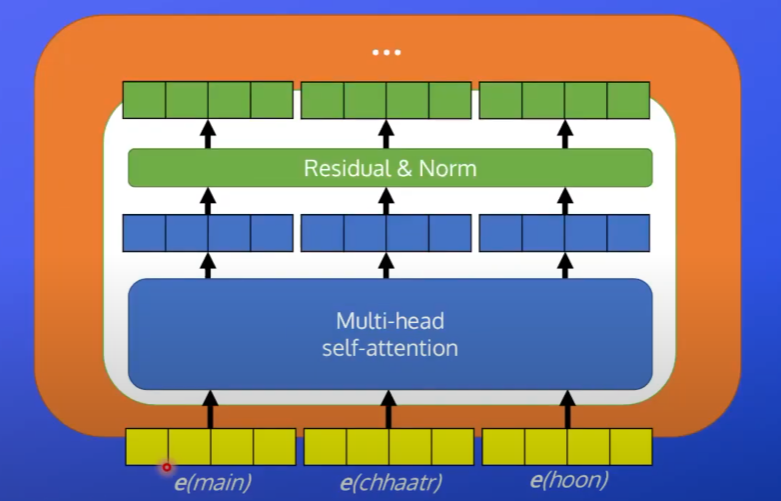 ...
Residual & Norm
Multi-head
self-attention
e(main) e(chhaatr) e(hoon)